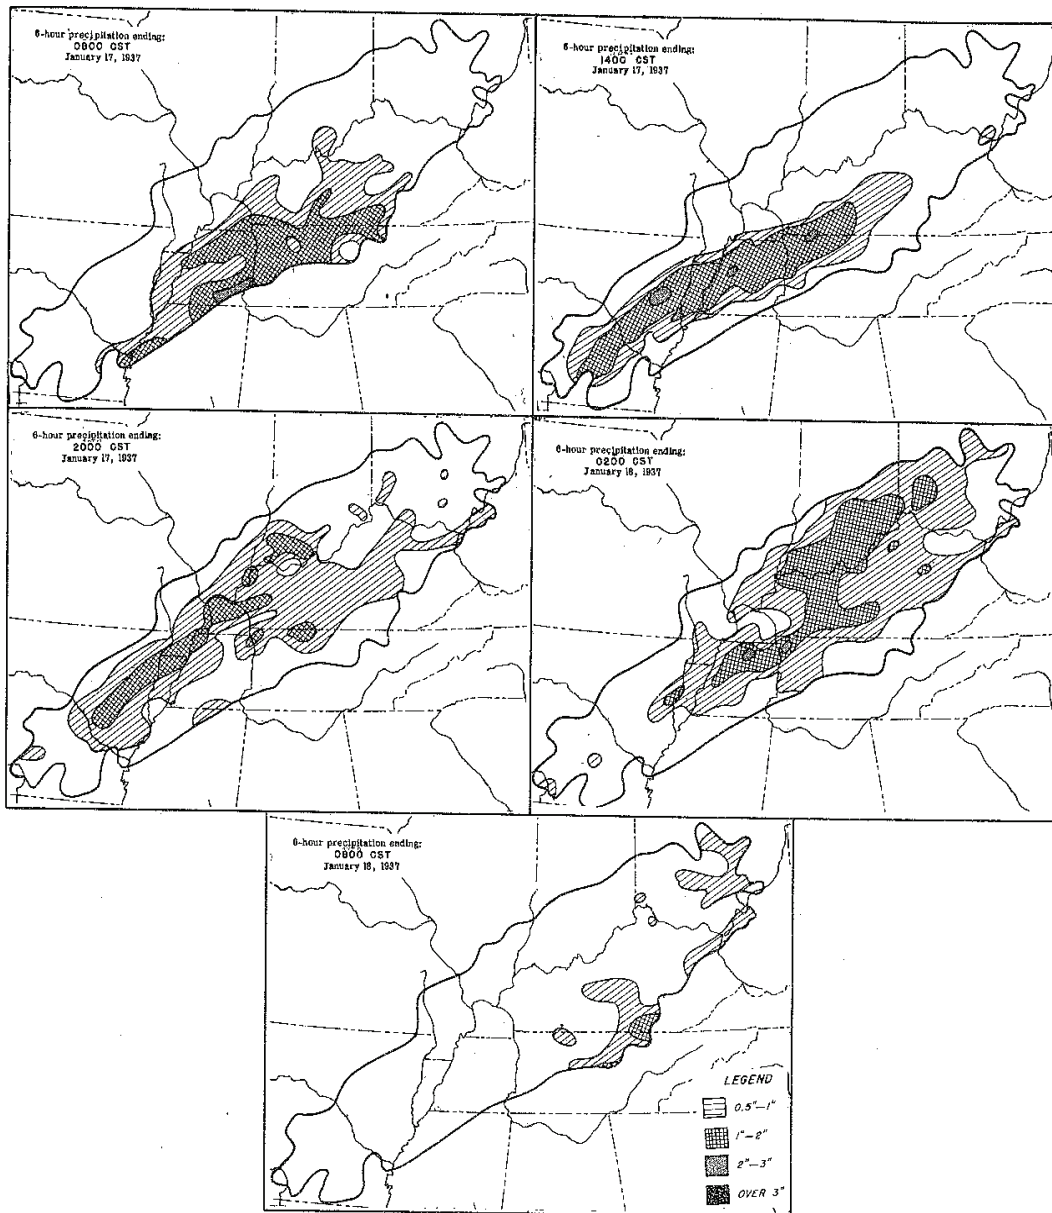 6-hour precipitation ending:
0800 CST
January 17, 1937
6-hour precipitation ending:
1400 CST
January 17, 1937
6-hour precipitation ending:
2000 CST
January 17, 1937
6-hour precipitation ending:
0200 CST
January 18, 1937
6-hour precipitation ending:
0800 CST
January 18, 1937
LEGEND
0.5"—1"
1"—2"
2"—3"
OVER 3"